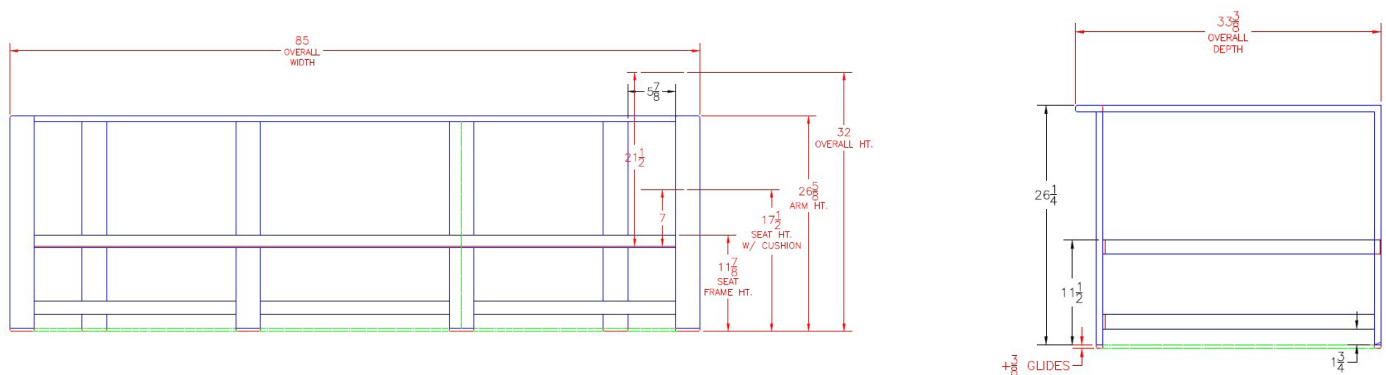 85
OVERALL
WIDTH
5 7/8
21 1/2
32
OVERALL HT.
26 5/8
ARM HT.
7
17 1/2
SEAT HT.
W/ CUSHION
11 7/8
SEAT
FRAME HT.
33 3/8
OVERALL
DEPTH
26 1/4
11 1/2
+3/8 GLIDES
1 3/4